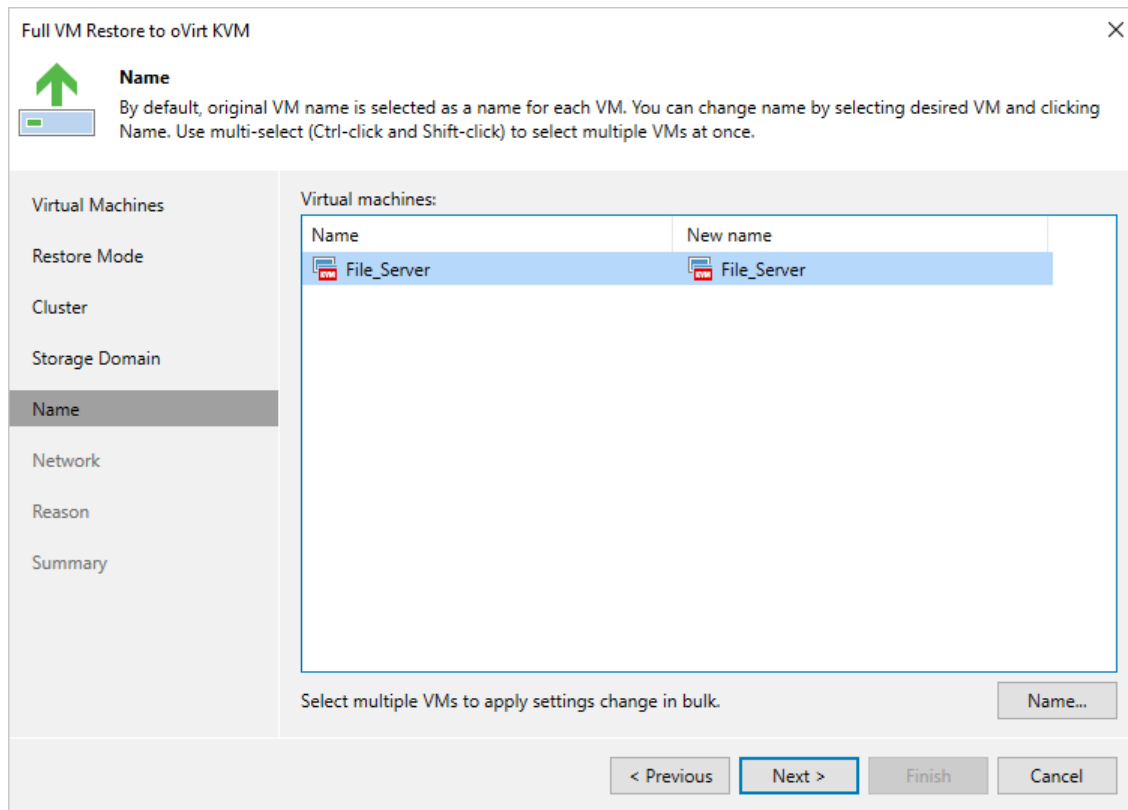 Full VM Restore to oVirt KVM
Name
By default, original VM name is selected as a name for each VM. You can change name by selecting desired VM and clicking
Name. Use multi-select (Ctrl-click and Shift-click) to select multiple VMs at once.
Virtual Machines
Restore Mode
Cluster
Storage Domain
Name
Network
Reason
Summary
Virtual machines:
Name New name
KVM File_Server KVM File_Server
Select multiple VMs to apply settings change in bulk.
Name...
< Previous Next > Finish Cancel